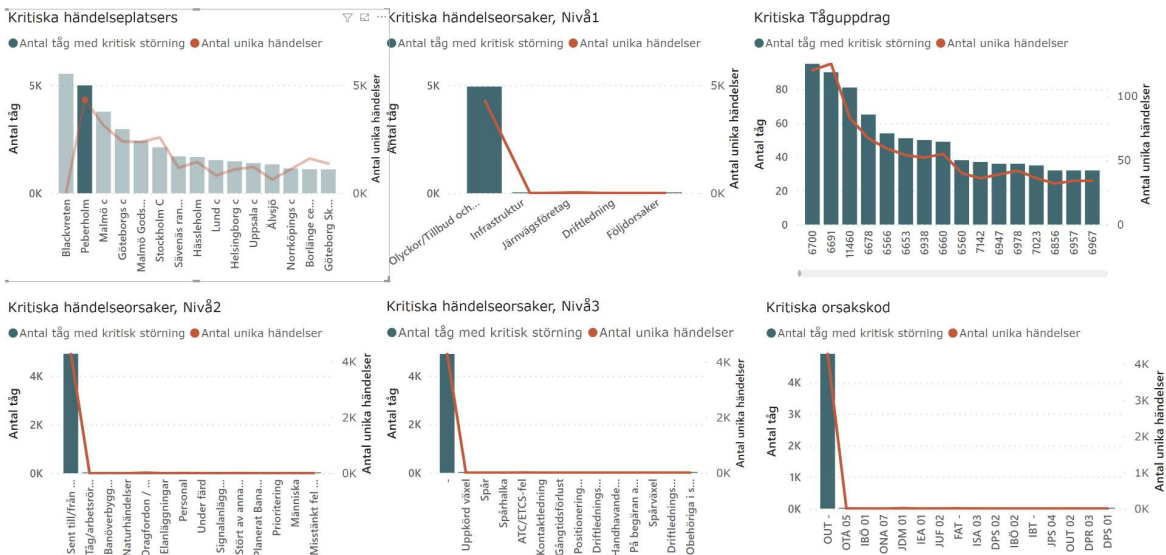 Kritiska händelseplatsers
Antal tåg med kritisk störning Antal unika händelser
Antal tåg
5K
0K
5K
0K
Antal unika händelser
Blackvreten
Peberholm
Malmö c
Göteborgs c
Malmö Gods...
Stockholm C
Sävenäs ran...
Hässleholm
Lund c
Helsingborg c
Uppsala c
Älvsjö
Norrköpings c
Borlänge ce...
Göteborg Sk...
Kritiska händelseorsaker, Nivå1
Antal tåg med kritisk störning Antal unika händelser
Antal tåg
5K
0K
5K
0K
Antal unika händelser
Olyckor/Tillbud och...
Infrastruktur
Järnvägsföretag
Driftledning
Följdorsaker
Kritiska Tåguppdrag
Antal tåg med kritisk störning Antal unika händelser
Antal tåg
80
60
40
20
0
100
50
0
Antal unika händelser
6700
6691
11460
6678
6566
6653
6938
6660
6560
7142
6947
6978
7023
6856
6957
6967
Kritiska händelseorsaker, Nivå2
Antal tåg med kritisk störning Antal unika händelser
Antal tåg
4K
2K
0K
4K
2K
0K
Antal unika händelser
Sent till/från ...
Tåg/arbetsrör...
Banöverbygg...
Naturhändelser
Dragfordon / ...
Elanläggningar
Personal
Under färd
Signalanlägg...
Stört av anna...
Planerat Bana...
Prioritering
Människa
Misstänkt fel ...
Kritiska händelseorsaker, Nivå3
Antal tåg med kritisk störning Antal unika händelser
Antal tåg
4K
2K
0K
4K
2K
0K
Antal unika händelser
-
Uppkörd växel
Spår
Spårhalka
ATC/ETCS-fel
Kontaktledning
Gångtidsförlust
Positionering...
Driftlednings...
Handhavande...
På begäran a...
Spårväxel
Driftlednings...
Obehöriga i s...
Kritiska orsakskod
Antal tåg med kritisk störning Antal unika händelser
Antal tåg
4K
3K
2K
1K
0K
4K
3K
2K
1K
0K
Antal unika händelser
OUT -
OTÅ 05
IBÖ 01
ONA 07
JDM 01
IEA 01
JUF 02
FAT -
ISA 03
DPS 02
IBÖ 02
IBT -
JPS 04
OUT 02
DPR 03
DPS 01